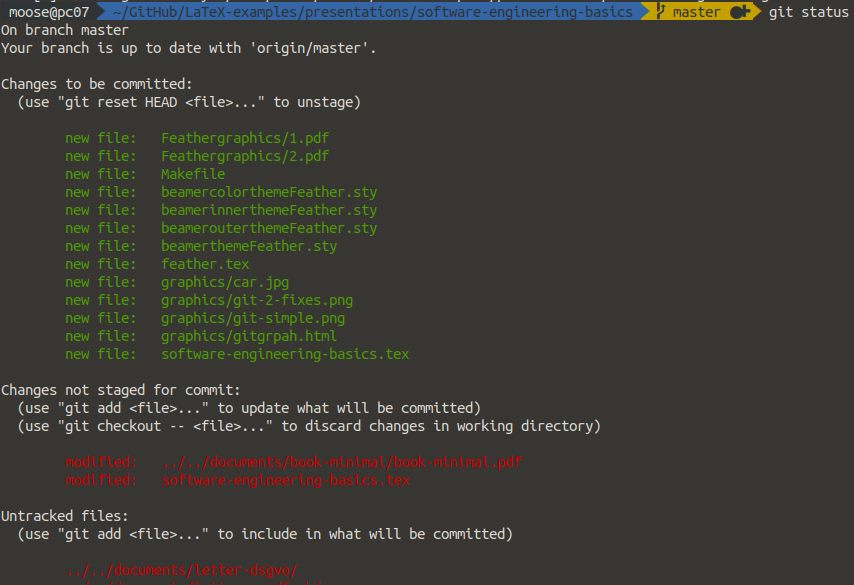 moose@pc07 ~/GitHub/LaTeX-examples/presentations/software-engineering-basics master git status
On branch master
Your branch is up to date with 'origin/master'.
Changes to be committed:
(use "git reset HEAD <file>..." to unstage)
new file: Feathergraphics/1.pdf
new file: Feathergraphics/2.pdf
new file: Makefile
new file: beamercolorthemeFeather.sty
new file: beamerinnerthemeFeather.sty
new file: beamerouterthemeFeather.sty
new file: beamerthemeFeather.sty
new file: feather.tex
new file: graphics/car.jpg
new file: graphics/git-2-fixes.png
new file: graphics/git-simple.png
new file: graphics/gitgrpah.html
new file: software-engineering-basics.tex
Changes not staged for commit:
(use "git add <file>..." to update what will be committed)
(use "git checkout -- <file>..." to discard changes in working directory)
modified: ../../documents/book-minimal/book-minimal.pdf
modified: software-engineering-basics.tex
Untracked files:
(use "git add <file>..." to include in what will be committed)
../../documents/letter-dsgvo/